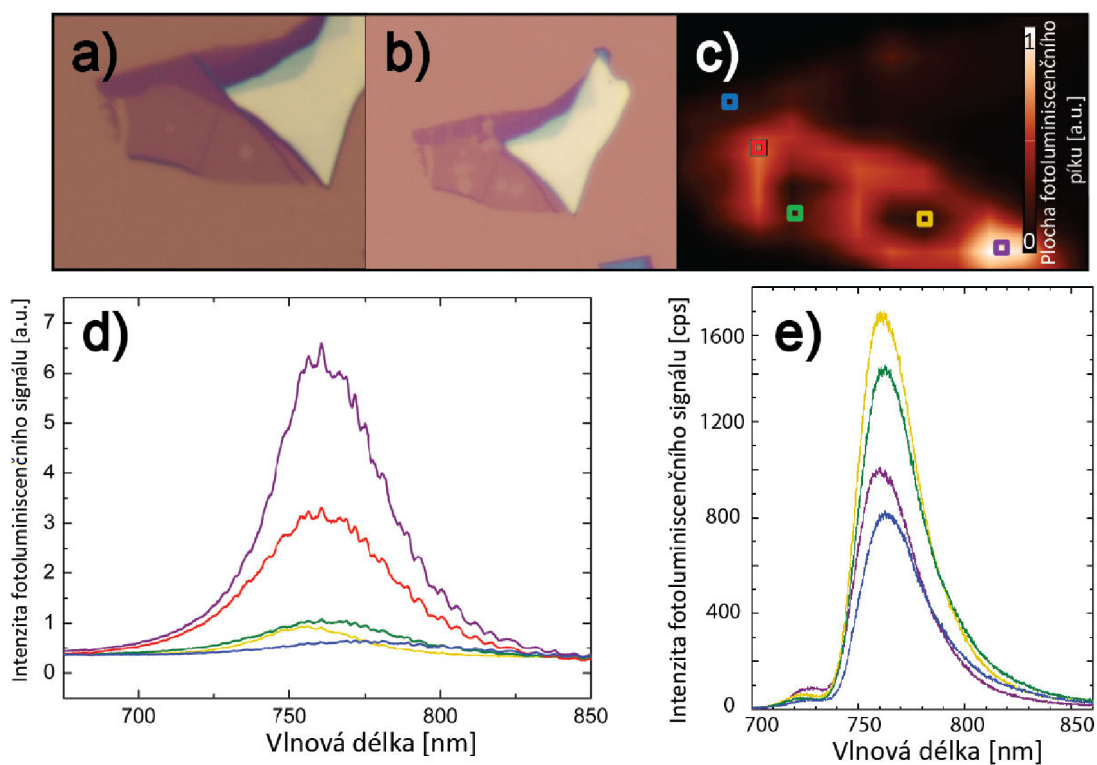 a)
b)
c)
1
0
Plocha fotoluminiscenčního
píku [a.u.]
d)
Intenzita fotoluminiscenčního signálu [a.u.]
7
6
5
4
3
2
1
0
700
750
800
850
Vlnová délka [nm]
e)
Intenzita fotoluminiscenčního signálu [cps]
1600
1200
800
400
0
700
760
800
850
Vlnová délka [nm]